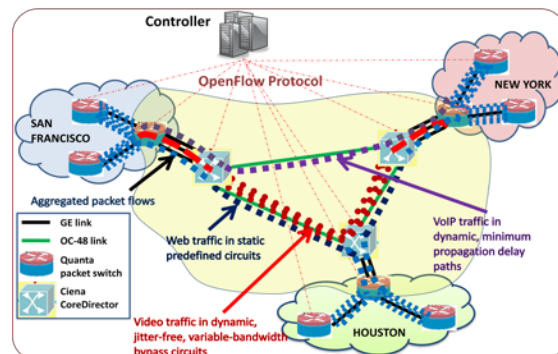 Controller
OpenFlow Protocol
NEW YORK
SAN
FRANCISCO
Aggregated packet flows
GE link
OC-48 link
Quanta
packet switch
Ciena
CoreDirector
Web traffic in static
predefined circuits
VoIP traffic in
dynamic, minimum
propagation delay
paths
Video traffic in dynamic,
jitter-free, variable-bandwidth
bypass circuits
HOUSTON